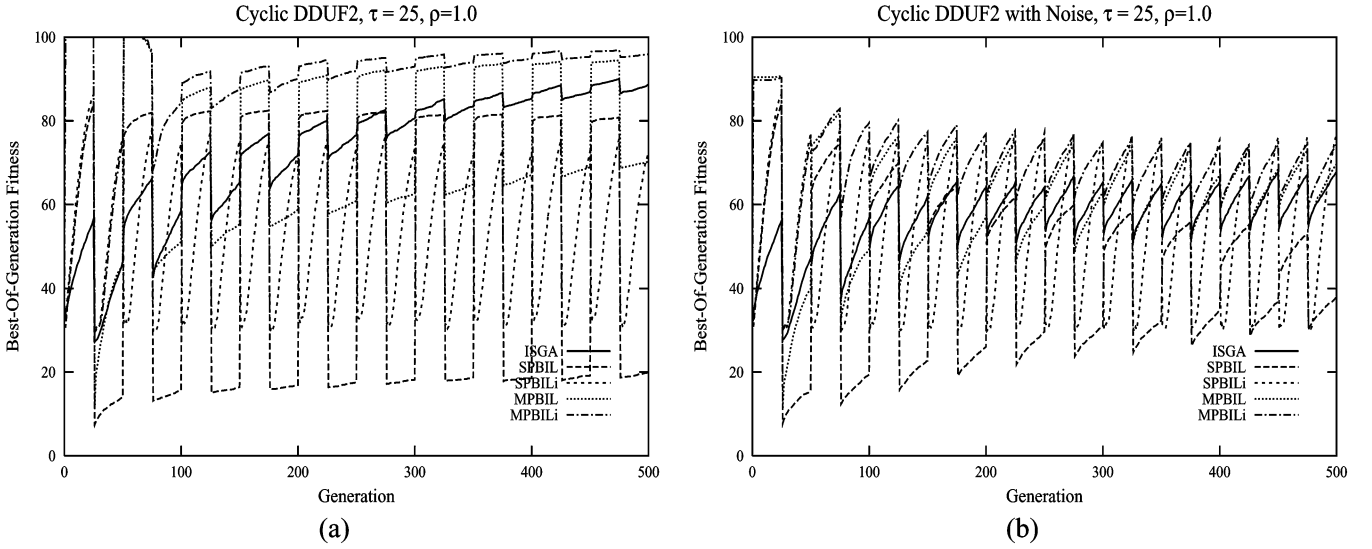 Cyclic DDUF2, τ = 25, ρ=1.0
Best-Of-Generation Fitness
100
80
60
40
20
0
ISGA
SPBIL
SPBILi
MPBIL
MPBILi
0 100 200 300 400 500
Generation
(a)
Cyclic DDUF2 with Noise, τ = 25, ρ=1.0
Best-Of-Generation Fitness
100
80
60
40
20
0
ISGA
SPBIL
SPBILi
MPBIL
MPBILi
0 100 200 300 400 500
Generation
(b)